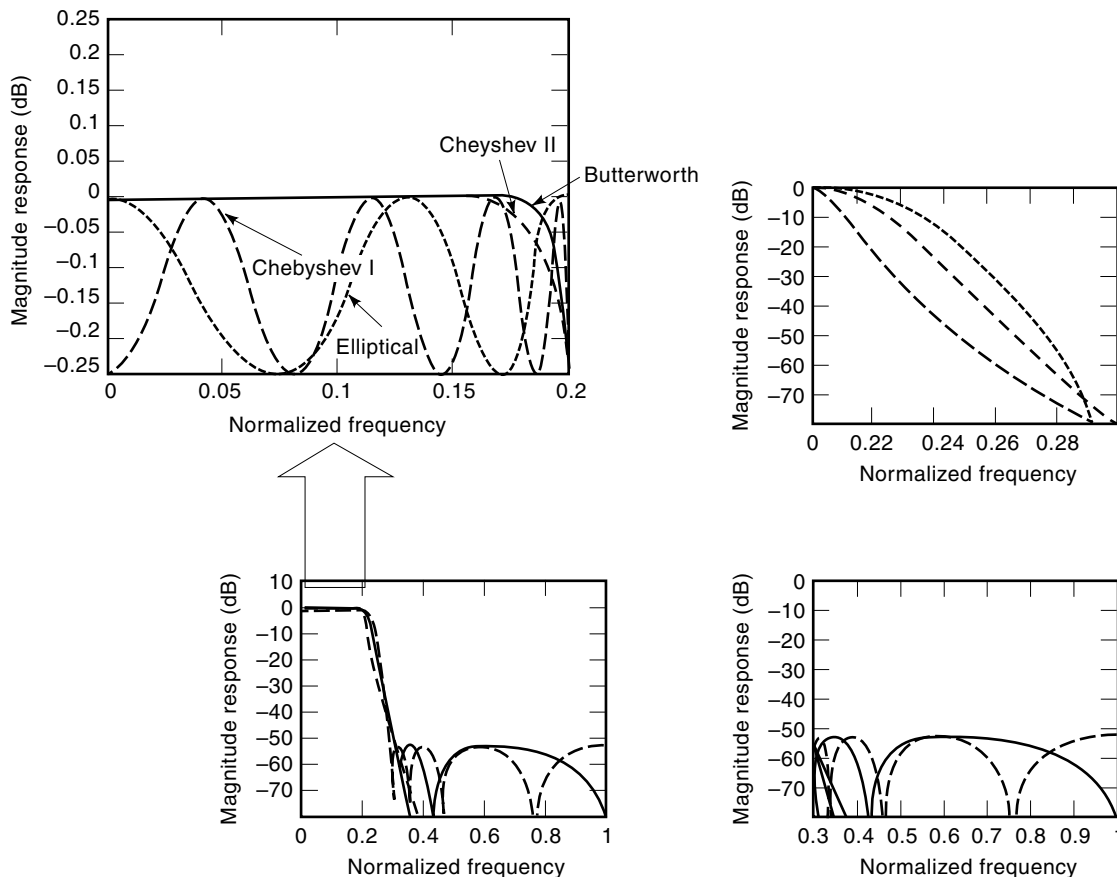 0.25
0.25
0.15
0.1
0.05
0
−0.05
−0.1
−0.15
−0.2
−0.25
Magnitude response (dB)
Cheyshev II
Butterworth
Chebyshev I
Elliptical
0 0.05 0.1 0.15 0.2
Normalized frequency
0
−10
−20
−30
−40
−50
−60
−70
Magnitude response (dB)
0 0.22 0.24 0.26 0.28
Normalized frequency
10
0
−10
−20
−30
−40
−50
−60
−70
Magnitude response (dB)
0 0.2 0.4 0.6 0.8 1
Normalized frequency
0
−10
−20
−30
−40
−50
−60
−70
Magnitude response (dB)
0.3 0.4 0.5 0.6 0.7 0.8 0.9 1
Normalized frequency